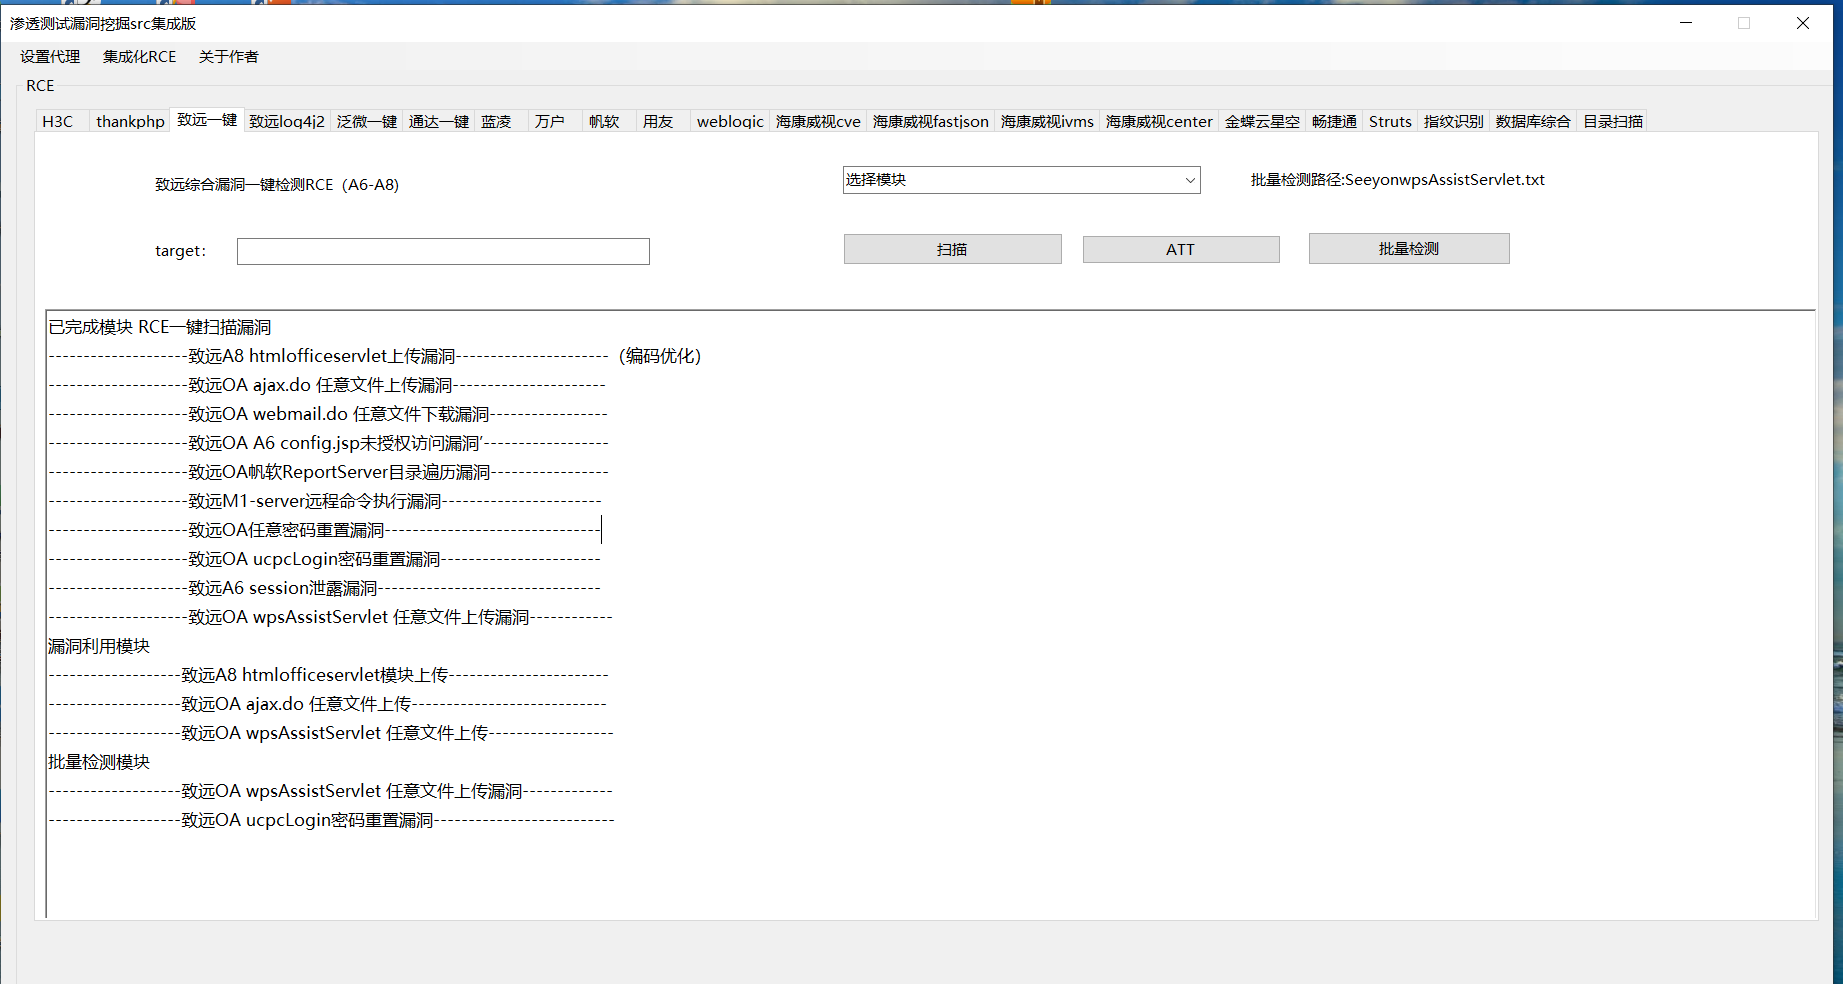 渗透测试漏洞挖掘src集成版
设置代理 集成化RCE 关于作者
RCE
H3C thankphp 致远一键 致远log4j2 泛微一键 通达一键 蓝凌 万户 帆软 用友 weblogic 海康威视cve 海康威视fastjson 海康威视ivms 海康威视center 金蝶云星空 畅捷通 Struts 指纹识别 数据库综合 目录扫描
致远综合漏洞一键检测RCE（A6-A8） 选择模块 批量检测路径:SeeyonwpsAssistServlet.txt
target： 扫描 ATT 批量检测
已完成模块 RCE一键扫描漏洞
--------------------致远A8 htmlofficeservlet上传漏洞----------------------（编码优化）
--------------------致远OA ajax.do 任意文件上传漏洞----------------------
--------------------致远OA webmail.do 任意文件下载漏洞-----------------
--------------------致远OA A6 config.jsp未授权访问漏洞'------------------
--------------------致远OA帆软ReportServer目录遍历漏洞-----------------
--------------------致远M1-server远程命令执行漏洞-----------------------
--------------------致远OA任意密码重置漏洞-------------------------------
--------------------致远OA ucpcLogin密码重置漏洞-----------------------
--------------------致远A6 session泄露漏洞--------------------------------
--------------------致远OA wpsAssistServlet 任意文件上传漏洞------------
漏洞利用模块
-------------------致远A8 htmlofficeservlet模块上传-----------------------
-------------------致远OA ajax.do 任意文件上传----------------------------
-------------------致远OA wpsAssistServlet 任意文件上传------------------
批量检测模块
-------------------致远OA wpsAssistServlet 任意文件上传漏洞-------------
-------------------致远OA ucpcLogin密码重置漏洞--------------------------